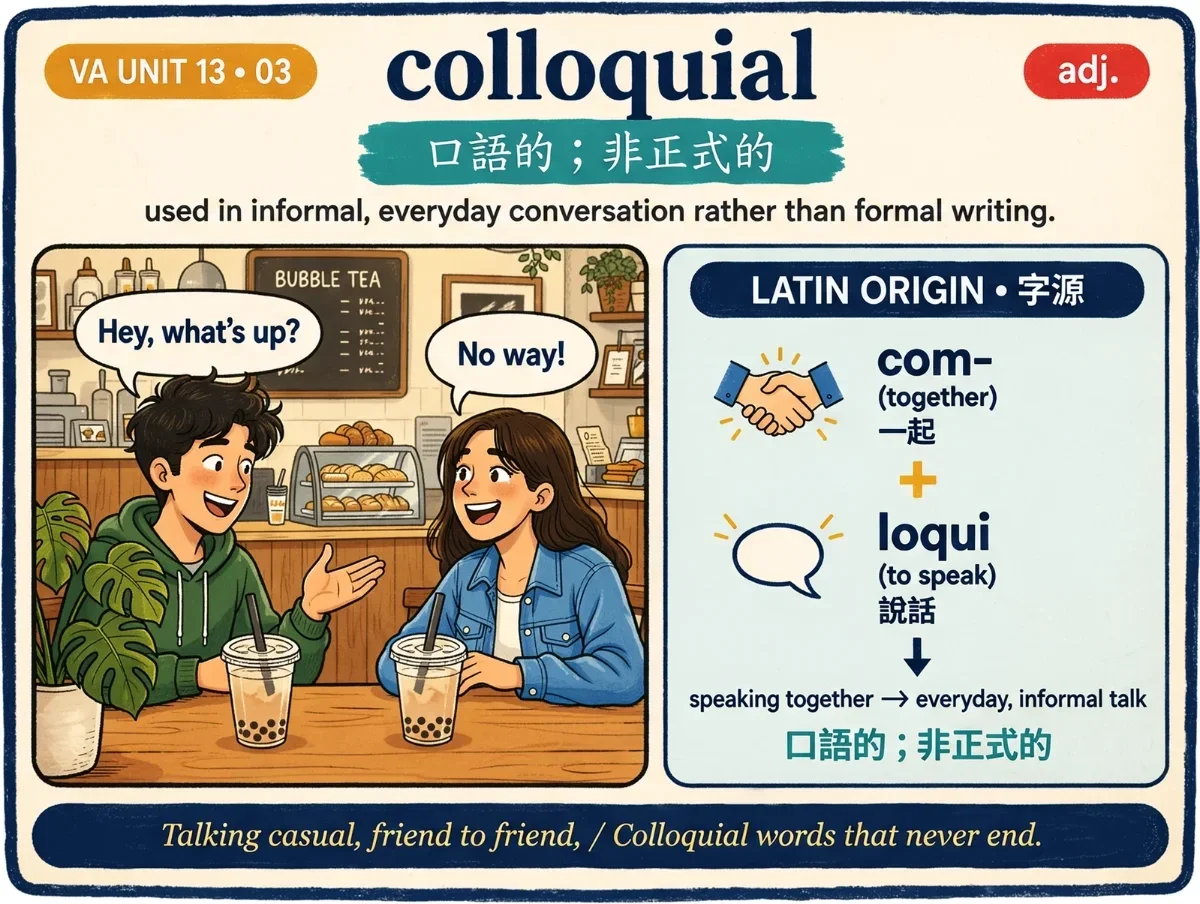 VA UNIT 13 • 03
colloquial
adj.
口語的；非正式的
used in informal, everyday conversation rather than formal writing.
BUBBLE TEA
Hey, what's up?
No way!
LATIN ORIGIN • 字源
com-
(together)
一起
+
loqui
(to speak)
說話
speaking together → everyday, informal talk
口語的；非正式的
Talking casual, friend to friend, / Colloquial words that never end.